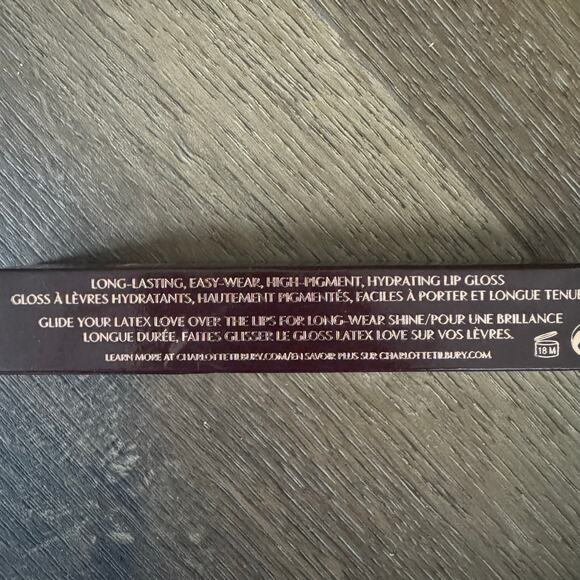 LONG-LASTING, EASY-WEAR, HIGH-PIGMENT, HYDRATING LIP GLOSS
GLOSS À LÈVRES HYDRATANTS, HAUTEMENT PIGMENTÉS, FACILES À PORTER ET LONGUE TENUE
GLIDE YOUR LATEX LOVE OVER THE LIPS FOR LONG-WEAR SHINE/POUR UNE BRILLANCE
LONGUE DURÉE, FAITES GLISSER LE GLOSS LATEX LOVE SUR VOS LÈVRES.
LEARN MORE AT CHARLOTTETILBURY.COM/EN SAVOIR PLUS SUR CHARLOTTETILBURY.COM
18 M